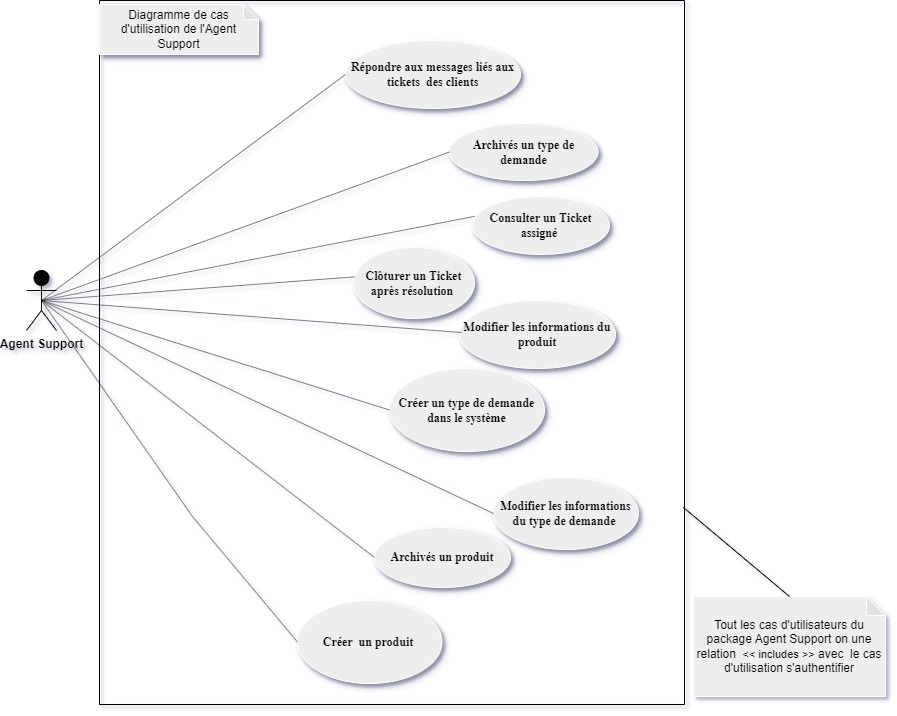 Diagramme de cas
d'utilisation de l'Agent
Support
Répondre aux messages liés aux
tickets des clients
Archivés un type de
demande
Consulter un Ticket
assigné
Clôturer un Ticket
après résolution
Modifier les informations du
produit
Agent Support
Créer un type de demande
dans le système
Modifier les informations
du type de demande
Archivés un produit
Créer un produit
Tout les cas d'utilisateurs du
package Agent Support on une
relation << includes >> avec le cas
d'utilisation s'authentifier